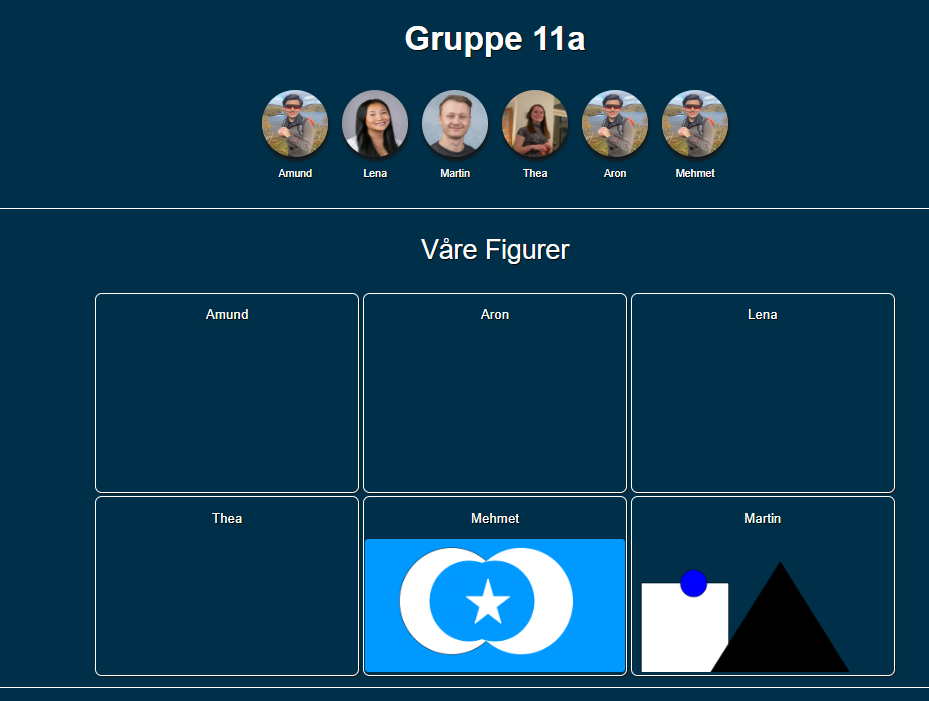 Gruppe 11a
Amund Lena Martin Thea Aron Mehmet
Våre Figurer
Amund Aron Lena
Thea Mehmet Martin